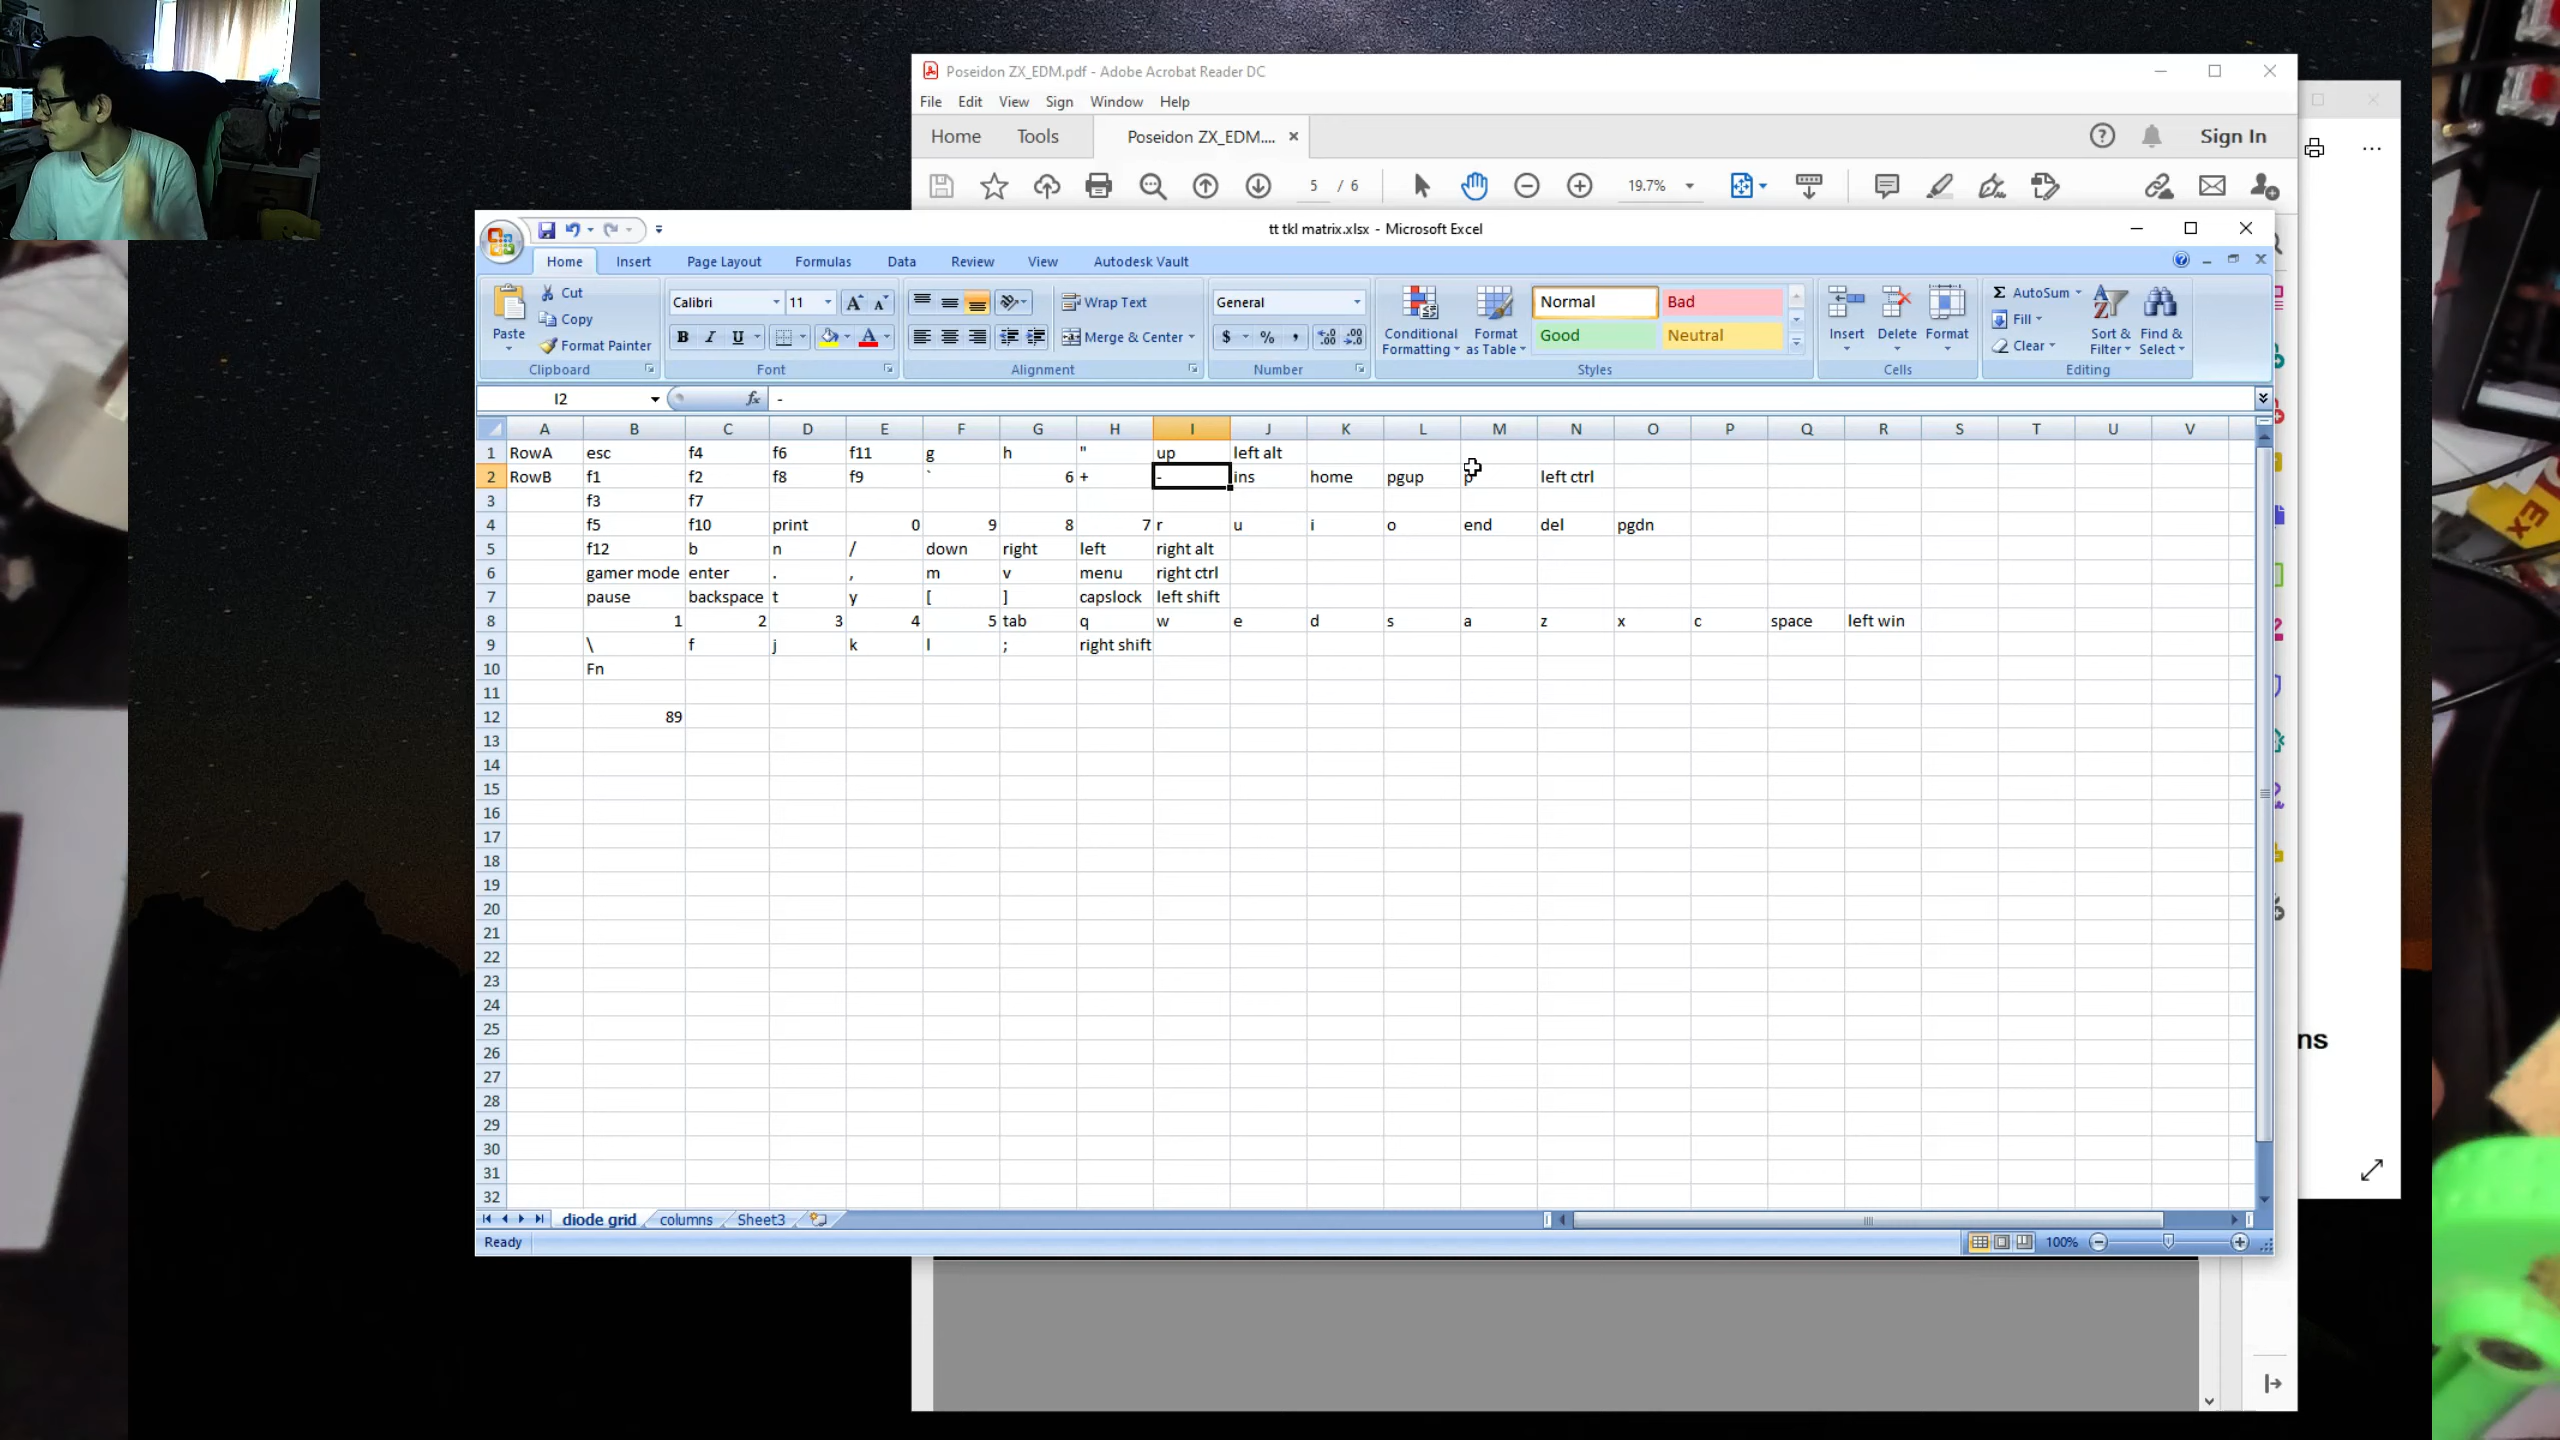 Poseidon ZX_EDM.pdf - Adobe Acrobat Reader DC
File Edit View Sign Window Help
Home Tools Poseidon ZX_EDM.... Sign In
5 / 6 19.7%
tt tkl matrix.xlsx - Microsoft Excel
Home Insert Page Layout Formulas Data Review View Autodesk Vault
Paste Cut Copy Format Painter Clipboard
Calibri 11 B I U A Font
Wrap Text Merge & Center Alignment
General $ % , Number
Conditional Formatting Format as Table Normal Bad Good Neutral Styles
Insert Delete Format Cells
Σ AutoSum Fill Clear Sort & Filter Find & Select Editing
I2 fx -
A B C D E F G H I J K L M N O P Q R S T U V
1 RowA esc f4 f6 f11 g h " up left alt
2 RowB f1 f2 f8 f9 ` 6 + - ins home pgup p left ctrl
3 f3 f7
4 f5 f10 print 0 9 8 7 r u i o end del pgdn
5 f12 b n / down right left right alt
6 gamer mode enter . , m v menu right ctrl
7 pause backspace t y [ ] capslock left shift
8 1 2 3 4 5 tab q w e d s a z x c space left win
9 \ f j k l ; right shift
10 Fn
11
12 89
13
14
15
16
17
18
19
20
21
22
23
24
25
26
27
28
29
30
31
32
diode grid columns Sheet3
Ready 100%
ns